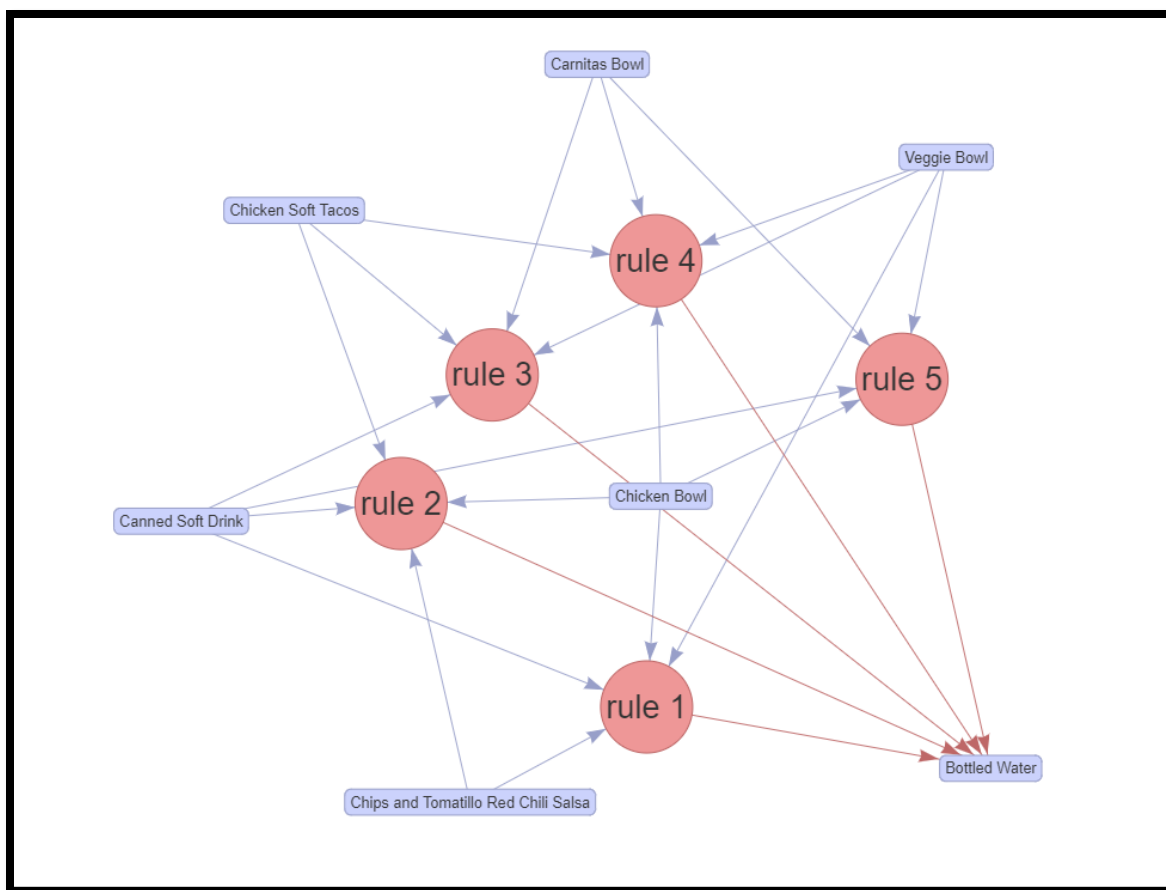 Carnitas Bowl
Veggie Bowl
Chicken Soft Tacos
rule 4
rule 3
rule 5
Chicken Bowl
rule 2
Canned Soft Drink
rule 1
Bottled Water
Chips and Tomatillo Red Chili Salsa